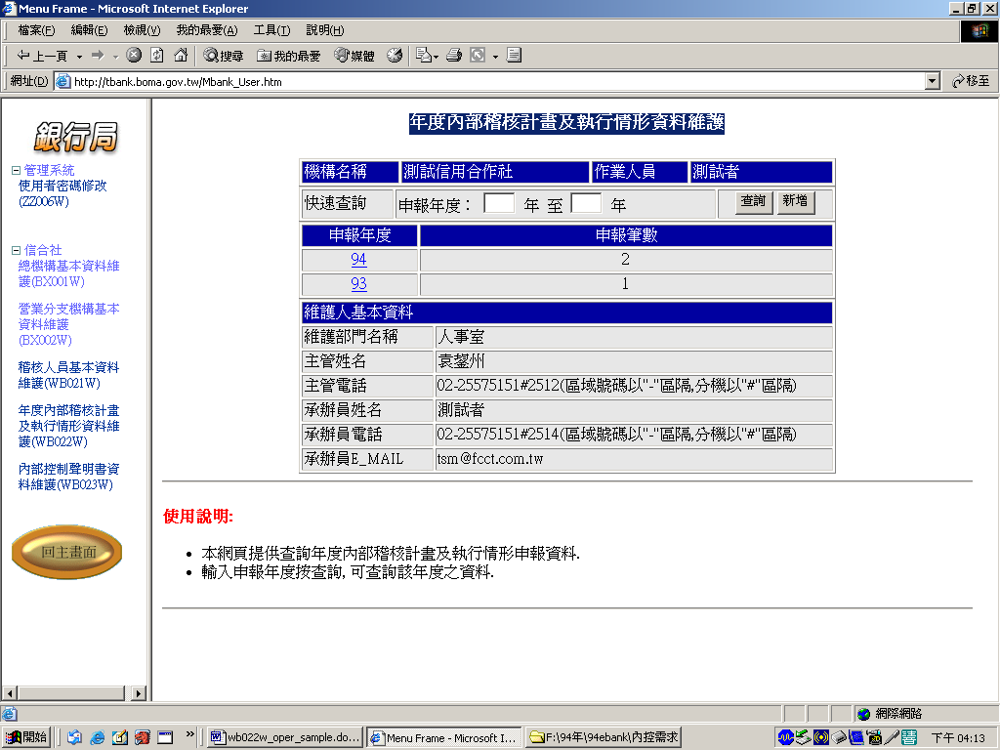 Menu Frame - Microsoft Internet Explorer
檔案(F) 編輯(E) 檢視(V) 我的最愛(A) 工具(T) 說明(H)
上一頁 搜尋 我的最愛 媒體
網址(D) http://tbank.boma.gov.tw/Mbank_User.htm 移至
銀行局
管理系統
使用者密碼修改
(ZZ006W)
信合社
總機構基本資料維
護(BX001W)
營業分支機構基本
資料維護
(BX002W)
稽核人員基本資料
維護(WB021W)
年度內部稽核計畫
及執行情形資料維
護(WB022W)
內部控制聲明書資
料維護(WB023W)
回主畫面
年度內部稽核計畫及執行情形資料維護
機構名稱 測試信用合作社 作業人員 測試者
快速查詢 申報年度： 年 至 年 查詢 新增
申報年度 申報筆數
94 2
93 1
維護人基本資料
維護部門名稱 人事室
主管姓名 袁鋆州
主管電話 02-25575151#2512(區域號碼以"-"區隔,分機以"#"區隔)
承辦員姓名 測試者
承辦員電話 02-25575151#2514(區域號碼以"-"區隔,分機以"#"區隔)
承辦員E_MAIL tsm@fcct.com.tw
使用說明:
• 本網頁提供查詢年度內部稽核計畫及執行情形申報資料.
• 輸入申報年度按查詢, 可查詢該年度之資料.
網際網路
開始 wb022w_oper_sample.do... Menu Frame - Microsoft I... F:\94年\94ebank\內控需求 下午 04:13